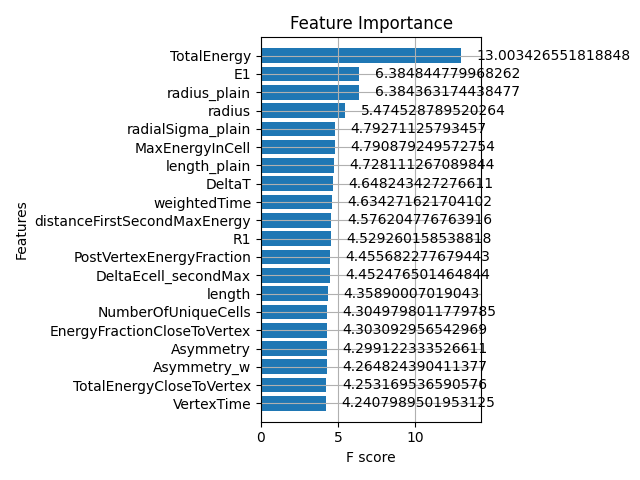 Feature Importance
TotalEnergy 13.003426551818848
E1 6.384844779968262
radius_plain 6.384363174438477
radius 5.474528789520264
radialSigma_plain 4.79271125793457
MaxEnergyInCell 4.790879249572754
length_plain 4.728111267089844
DeltaT 4.648243427276611
weightedTime 4.634271621704102
distanceFirstSecondMaxEnergy 4.576204776763916
R1 4.529260158538818
PostVertexEnergyFraction 4.455682277679443
DeltaEcell_secondMax 4.452476501464844
length 4.35890007019043
NumberOfUniqueCells 4.3049798011779785
EnergyFractionCloseToVertex 4.303092956542969
Asymmetry 4.299122333526611
Asymmetry_w 4.264824390411377
TotalEnergyCloseToVertex 4.253169536590576
VertexTime 4.2407989501953125
0 5 10
F score
Features